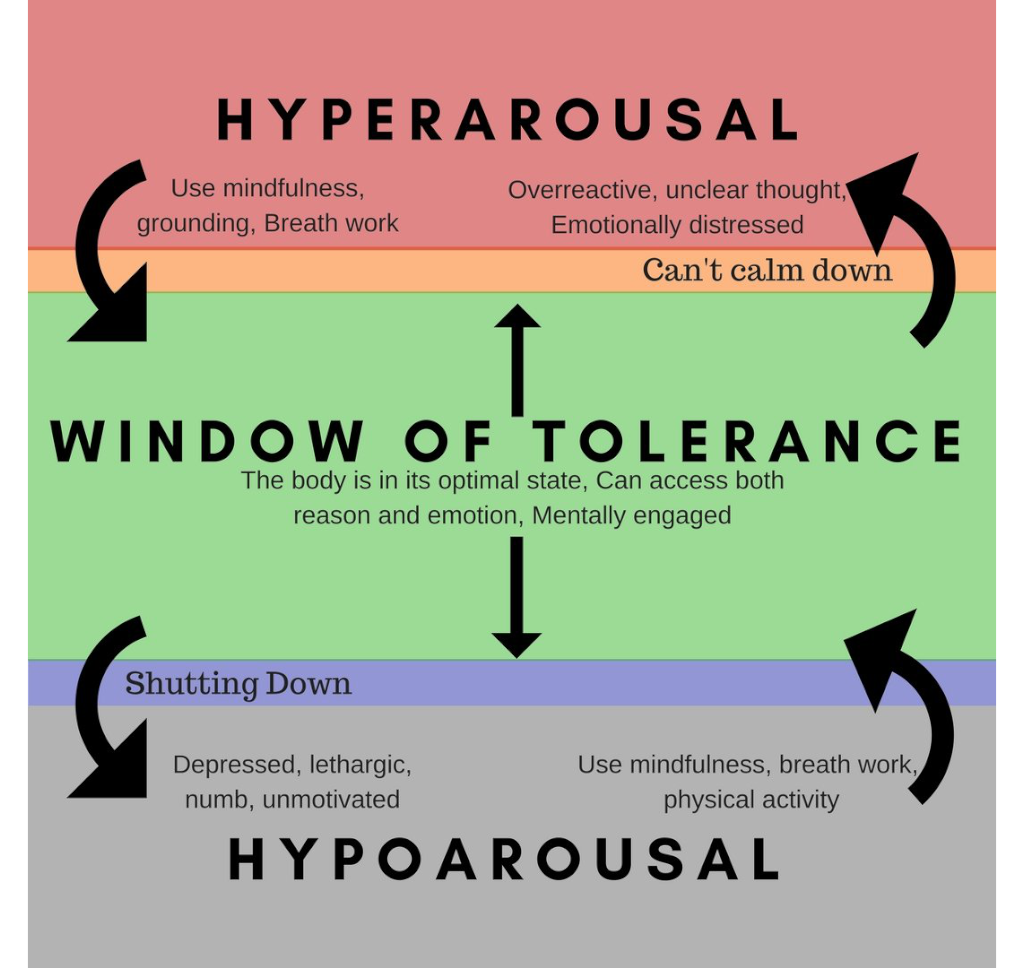 HYPERAROUSAL
Use mindfulness,
grounding, Breath work
Overreactive, unclear thought,
Emotionally distressed
Can't calm down
WINDOW OF TOLERANCE
The body is in its optimal state, Can access both
reason and emotion, Mentally engaged
Shutting Down
Depressed, lethargic,
numb, unmotivated
Use mindfulness, breath work,
physical activity
HYPOAROUSAL